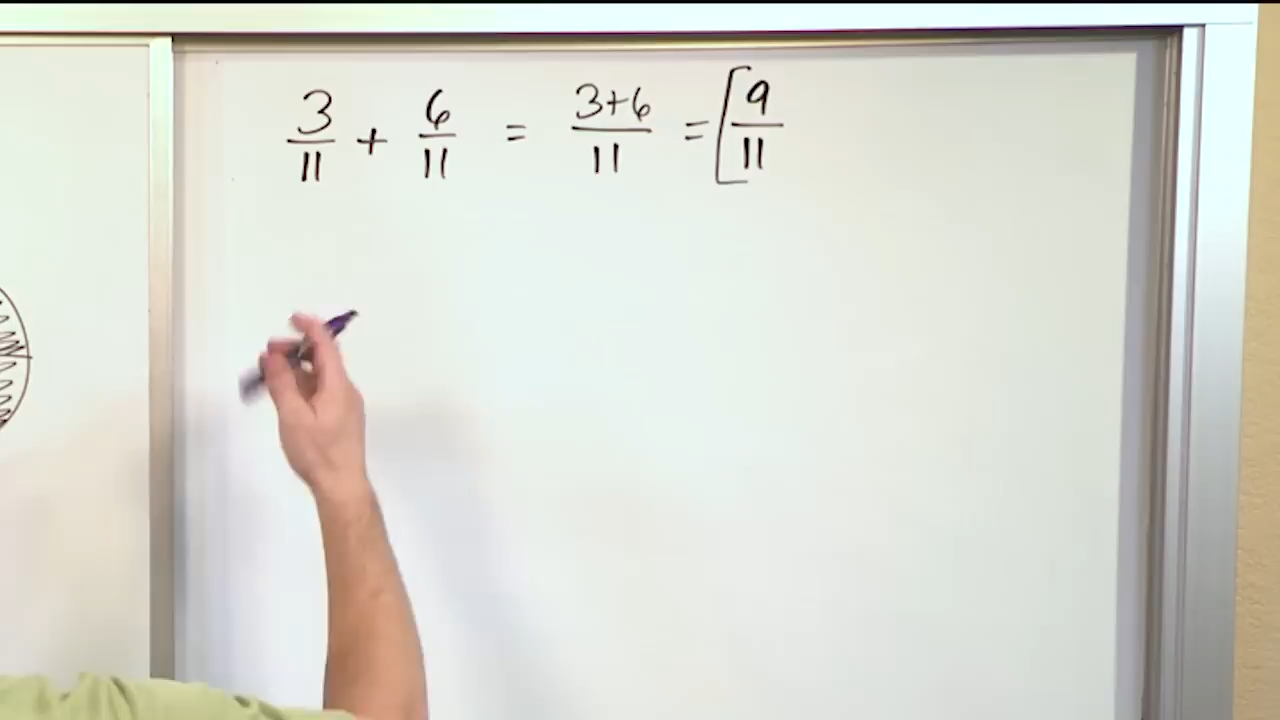 3/11 + 6/11 = 3+6/11 = [9/11